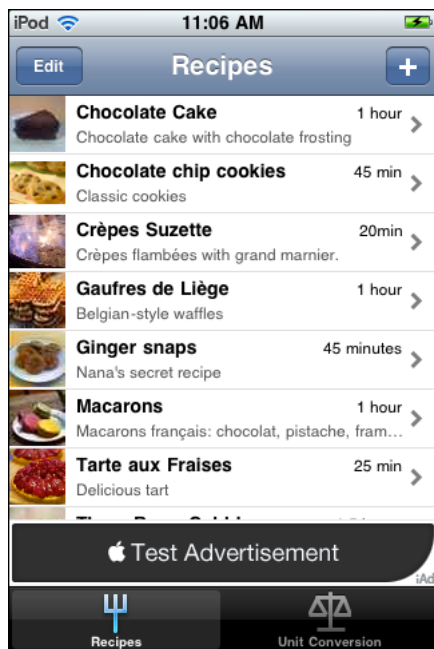 iPod 11:06 AM
Edit Recipes +
Chocolate Cake 1 hour
Chocolate cake with chocolate frosting
Chocolate chip cookies 45 min
Classic cookies
Crèpes Suzette 20min
Crèpes flambées with grand marnier.
Gaufres de Liège 1 hour
Belgian-style waffles
Ginger snaps 45 minutes
Nana's secret recipe
Macarons 1 hour
Macarons français: chocolat, pistache, fram...
Tarte aux Fraises 25 min
Delicious tart
Test Advertisement
iAd
Recipes Unit Conversion